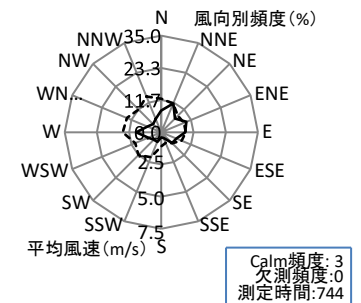 N 風向別頻度(%)
35.0
NNW NNE
NW NE
23.3
WN... ENE
11.7
W 0.0 E
WSW 2.5 ESE
SW 5.0 SE
SSW 7.5 SSE
平均風速(m/s) S
Calm頻度: 3
欠測頻度:0
測定時間:744